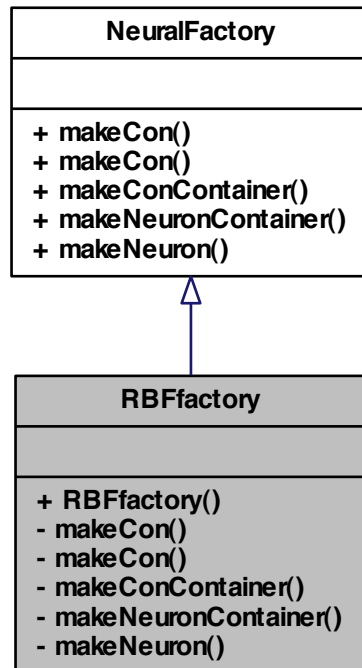 NeuralFactory
+ makeCon()
+ makeCon()
+ makeConContainer()
+ makeNeuronContainer()
+ makeNeuron()
RBFfactory
+ RBFfactory()
- makeCon()
- makeCon()
- makeConContainer()
- makeNeuronContainer()
- makeNeuron()